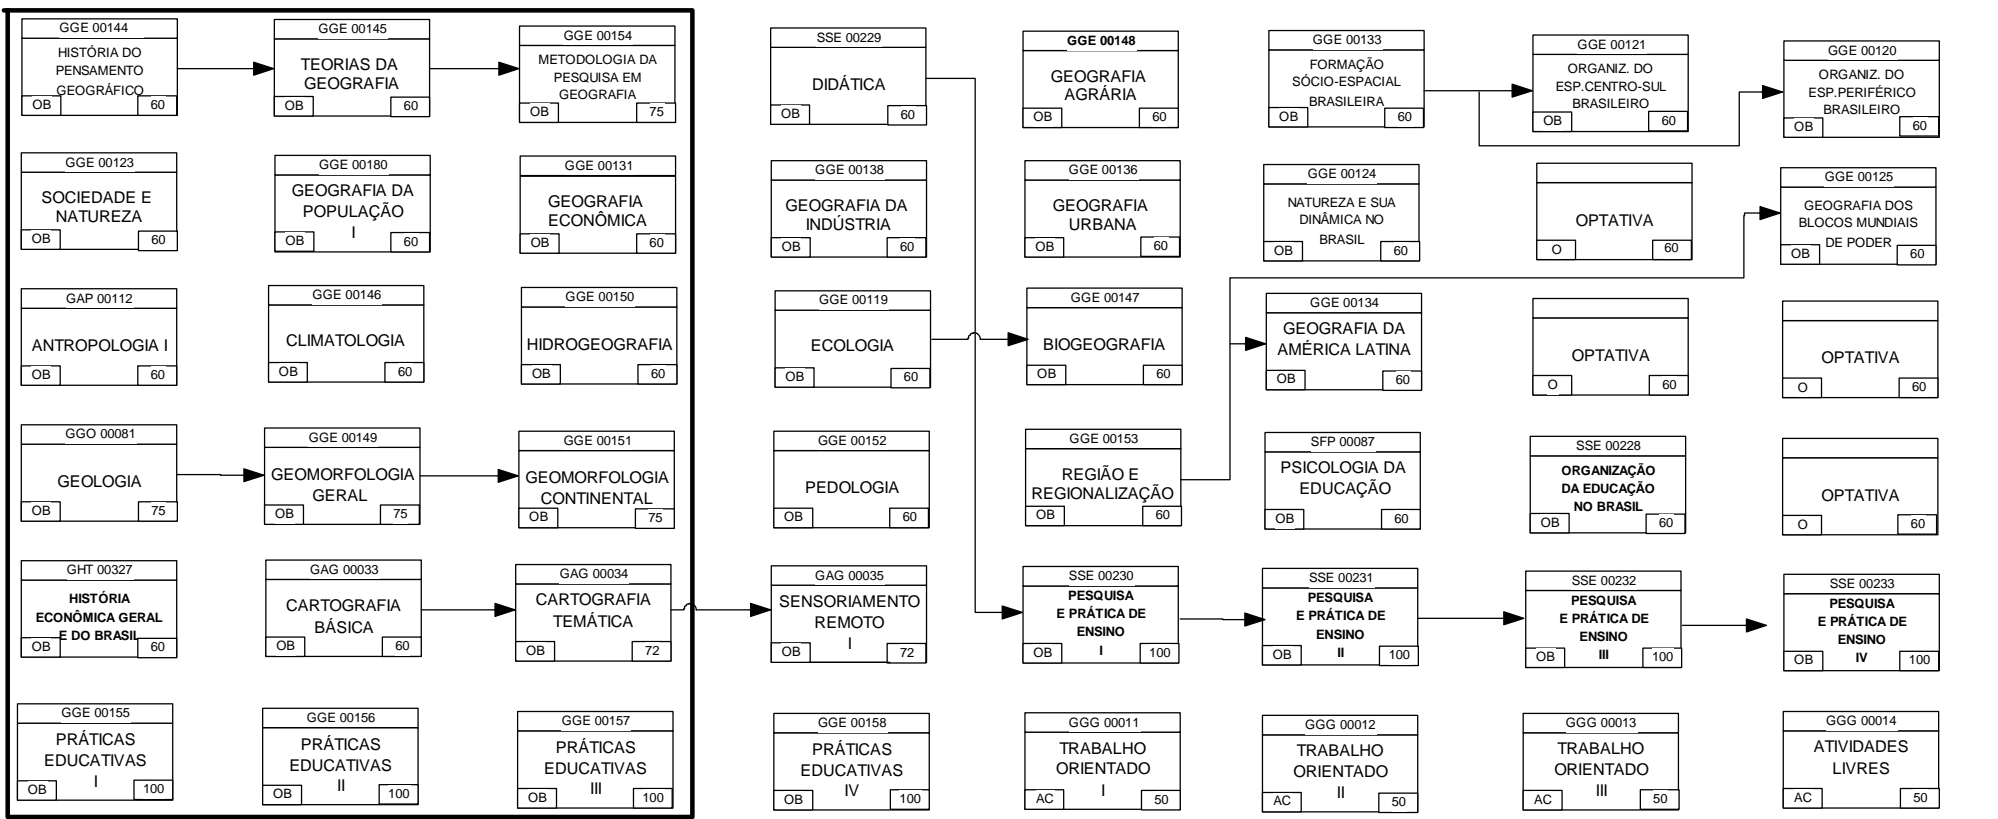 GGE 00144
HISTÓRIA DO
PENSAMENTO
GEOGRÁFICO
OB 60
GGE 00145
TEORIAS DA
GEOGRAFIA
OB 60
GGE 00154
METODOLOGIA DA
PESQUISA EM
GEOGRAFIA
OB 75
SSE 00229
DIDÁTICA
OB 60
GGE 00148
GEOGRAFIA
AGRÁRIA
OB 60
GGE 00133
FORMAÇÃO
SÓCIO-ESPACIAL
BRASILEIRA
OB 60
GGE 00121
ORGANIZ. DO
ESP.CENTRO-SUL
BRASILEIRO
OB 60
GGE 00120
ORGANIZ. DO
ESP.PERIFÉRICO
BRASILEIRO
OB 60
GGE 00123
SOCIEDADE E
NATUREZA
OB 60
GGE 00180
GEOGRAFIA DA
POPULAÇÃO
I
OB 60
GGE 00131
GEOGRAFIA
ECONÔMICA
OB 60
GGE 00138
GEOGRAFIA DA
INDÚSTRIA
OB 60
GGE 00136
GEOGRAFIA
URBANA
OB 60
GGE 00124
NATUREZA E SUA
DINÂMICA NO
BRASIL
OB 60
OPTATIVA
O 60
GGE 00125
GEOGRAFIA DOS
BLOCOS MUNDIAIS
DE PODER
OB 60
GAP 00112
ANTROPOLOGIA I
OB 60
GGE 00146
CLIMATOLOGIA
OB 60
GGE 00150
HIDROGEOGRAFIA
OB 60
GGE 00119
ECOLOGIA
OB 60
GGE 00147
BIOGEOGRAFIA
OB 60
GGE 00134
GEOGRAFIA DA
AMÉRICA LATINA
OB 60
OPTATIVA
O 60
OPTATIVA
O 60
GGO 00081
GEOLOGIA
OB 75
GGE 00149
GEOMORFOLOGIA
GERAL
OB 75
GGE 00151
GEOMORFOLOGIA
CONTINENTAL
OB 75
GGE 00152
PEDOLOGIA
OB 60
GGE 00153
REGIÃO E
REGIONALIZAÇÃO
OB 60
SFP 00087
PSICOLOGIA DA
EDUCAÇÃO
OB 60
SSE 00228
ORGANIZAÇÃO
DA EDUCAÇÃO
NO BRASIL
OB 60
OPTATIVA
O 60
GHT 00327
HISTÓRIA
ECONÔMICA GERAL
E DO BRASIL
OB 60
GAG 00033
CARTOGRAFIA
BÁSICA
OB 60
GAG 00034
CARTOGRAFIA
TEMÁTICA
OB 72
GAG 00035
SENSORIAMENTO
REMOTO
I
OB 72
SSE 00230
PESQUISA
E PRÁTICA DE
ENSINO
I
OB 100
SSE 00231
PESQUISA
E PRÁTICA DE
ENSINO
II
OB 100
SSE 00232
PESQUISA
E PRÁTICA DE
ENSINO
III
OB 100
SSE 00233
PESQUISA
E PRÁTICA DE
ENSINO
IV
OB 100
GGE 00155
PRÁTICAS
EDUCATIVAS
I
OB 100
GGE 00156
PRÁTICAS
EDUCATIVAS
II
OB 100
GGE 00157
PRÁTICAS
EDUCATIVAS
III
OB 100
GGE 00158
PRÁTICAS
EDUCATIVAS
IV
OB 100
GGG 00011
TRABALHO
ORIENTADO
I
AC 50
GGG 00012
TRABALHO
ORIENTADO
II
AC 50
GGG 00013
TRABALHO
ORIENTADO
III
AC 50
GGG 00014
ATIVIDADES
LIVRES
AC 50